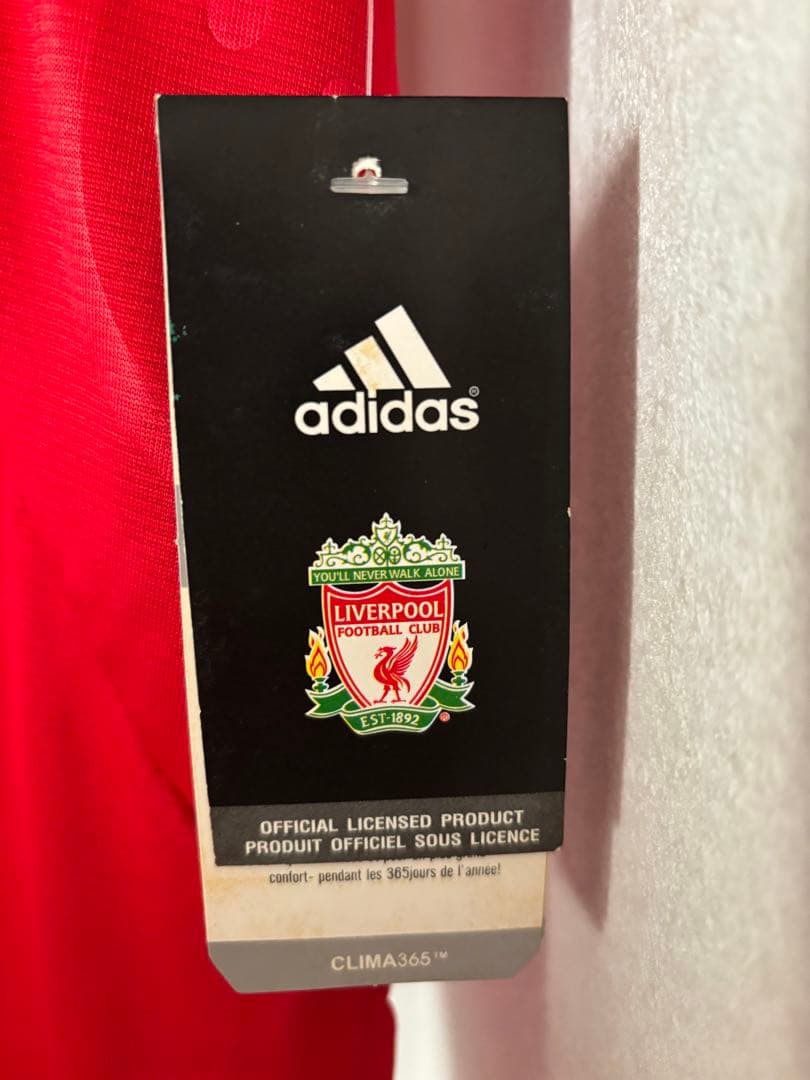 adidas®
YOU'LL NEVER WALK ALONE
LIVERPOOL
FOOTBALL CLUB
EST·1892 ®
OFFICIAL LICENSED PRODUCT
PRODUIT OFFICIEL SOUS LICENCE
confort- pendant les 365jours de l'année!
CLIMA365™